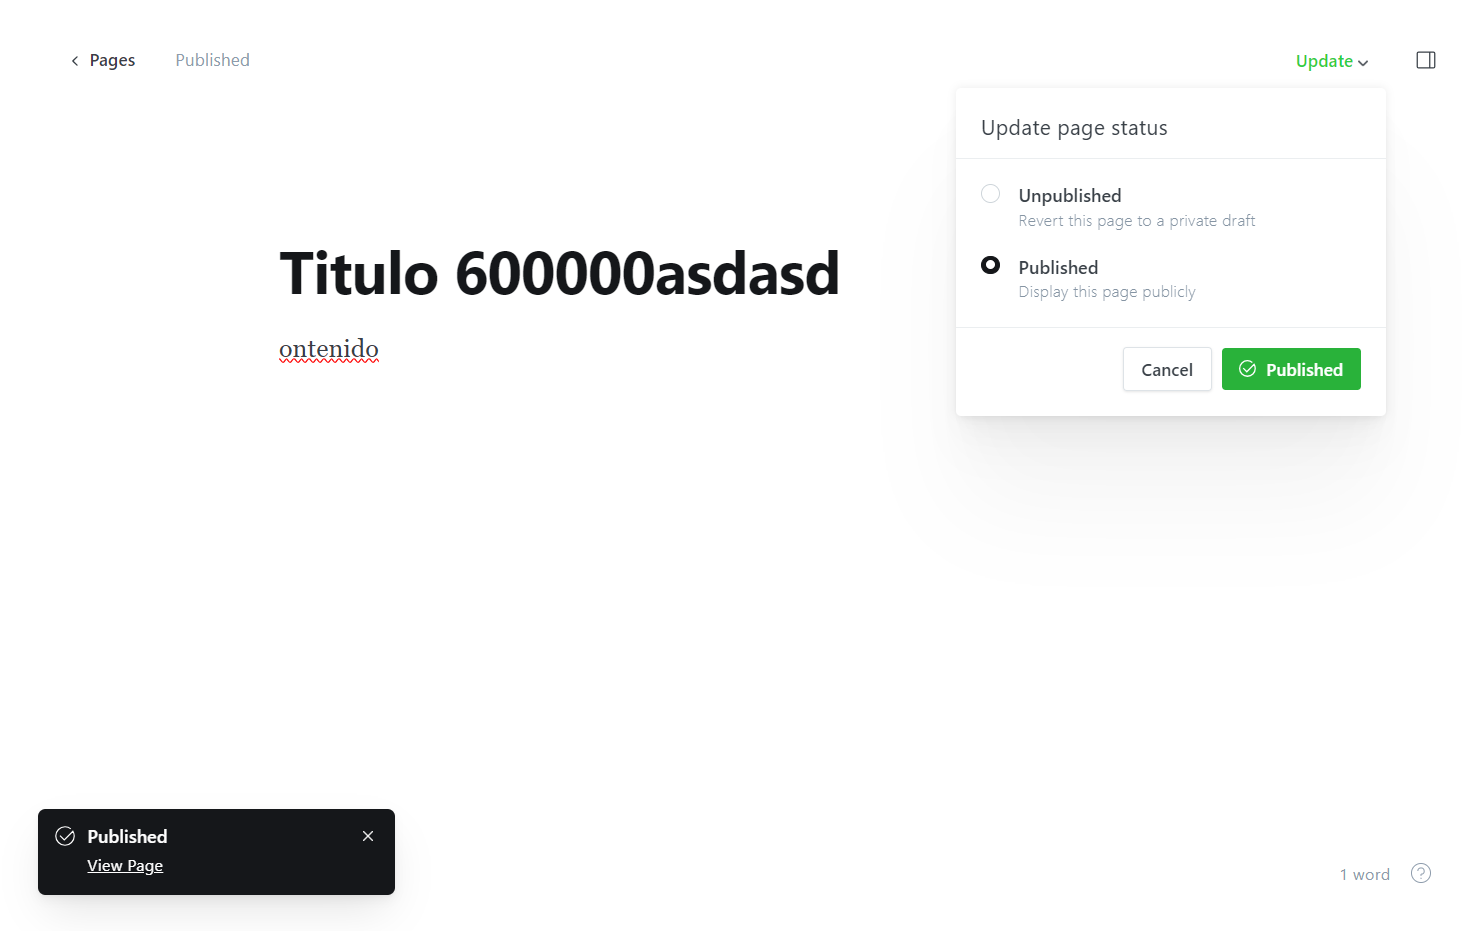 Pages
Published
Update
Update page status
Unpublished
Revert this page to a private draft
Published
Display this page publicly
Cancel
Published
Titulo 600000asdasd
ontenido
Published
View Page
1 word
?